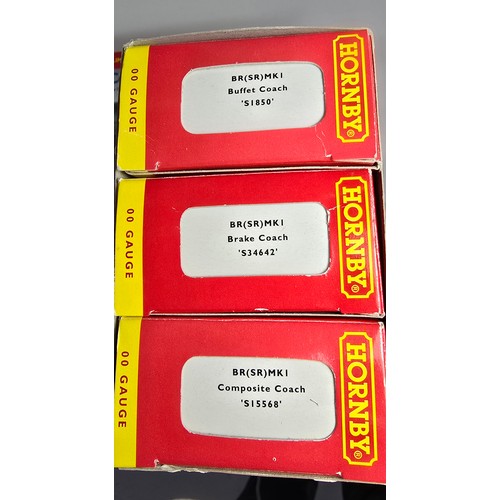 00 GAUGE
BR(SR)MK1
Buffet Coach
'S1850'
HORNBY®
00 GAUGE
BR(SR)MK1
Brake Coach
'S34642'
HORNBY®
00 GAUGE
BR(SR)MK1
Composite Coach
'S15568'
HORNBY®